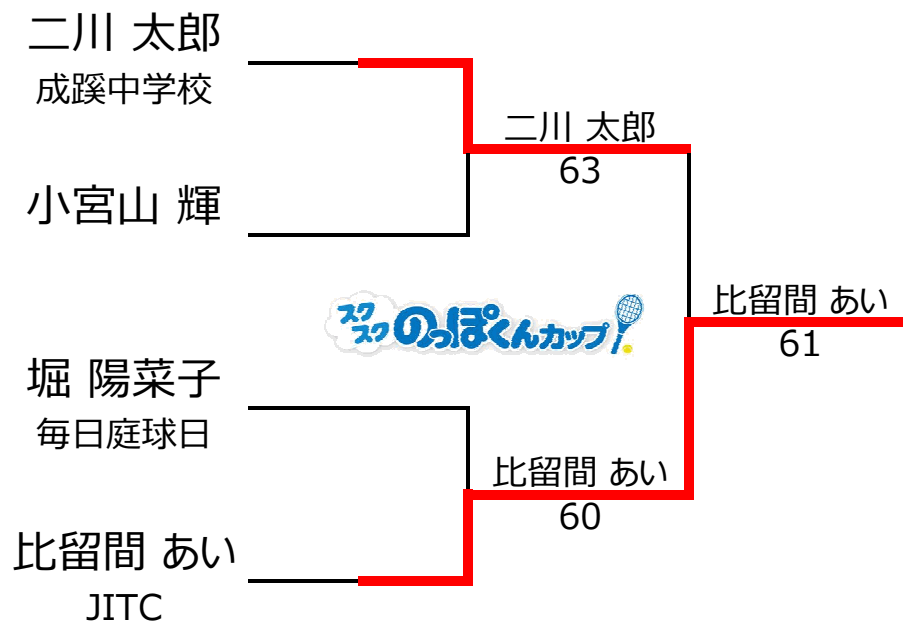 二川 太郎
成蹊中学校
二川 太郎
63
小宮山 輝
比留間 あい
61
スクスクのっぽくんカップ
堀 陽菜子
毎日庭球日
比留間 あい
60
比留間 あい
JITC